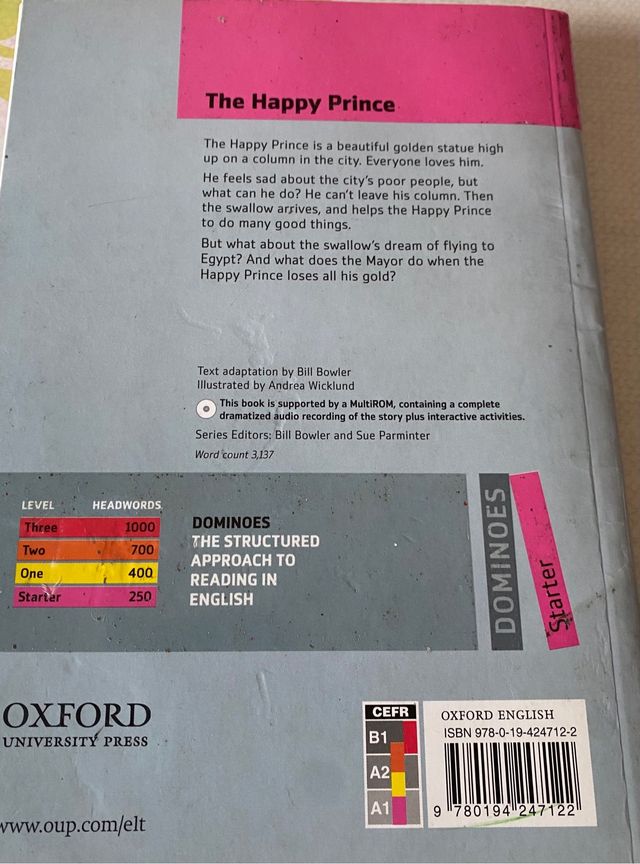 The Happy Prince
The Happy Prince is a beautiful golden statue high
up on a column in the city. Everyone loves him.
He feels sad about the city's poor people, but
what can he do? He can't leave his column. Then
the swallow arrives, and helps the Happy Prince
to do many good things.
But what about the swallow's dream of flying to
Egypt? And what does the Mayor do when the
Happy Prince loses all his gold?
Text adaptation by Bill Bowler
Illustrated by Andrea Wicklund
This book is supported by a MultiROM, containing a complete
dramatized audio recording of the story plus interactive activities.
Series Editors: Bill Bowler and Sue Parminter
Word count 3,137
LEVEL HEADWORDS
Three 1000
Two 700
One 400
Starter 250
DOMINOES
THE STRUCTURED
APPROACH TO
READING IN
ENGLISH
DOMINOES
Starter
OXFORD
UNIVERSITY PRESS
www.oup.com/elt
CEFR
B1
A2
A1
OXFORD ENGLISH
ISBN 978-0-19-424712-2
9 780194 247122